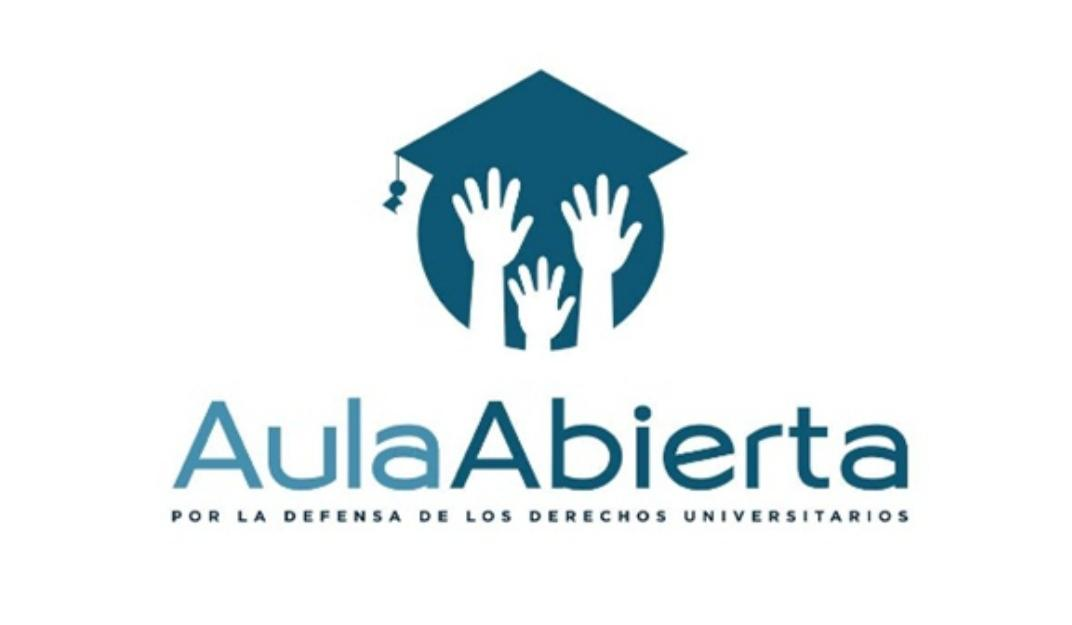 AulaAbierta
POR LA DEFENSA DE LOS DERECHOS UNIVERSITARIOS